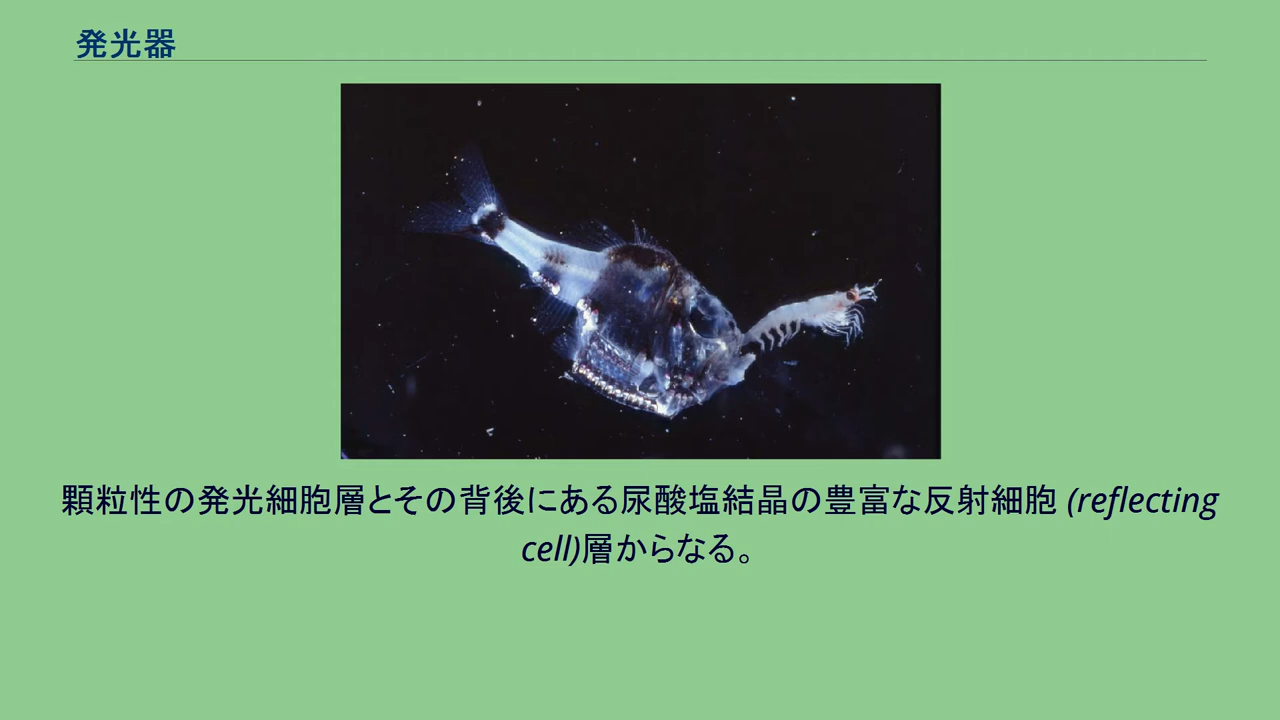 発光器
顆粒性の発光細胞層とその背後にある尿酸塩結晶の豊富な反射細胞 (reflecting
cell)層からなる。